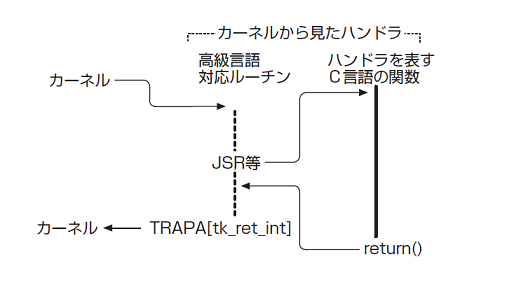 カーネルから見たハンドラ
高級言語
対応ルーチン
ハンドラを表す
C言語の関数
カーネル
JSR等
カーネル
TRAPA[tk_ret_int]
return()